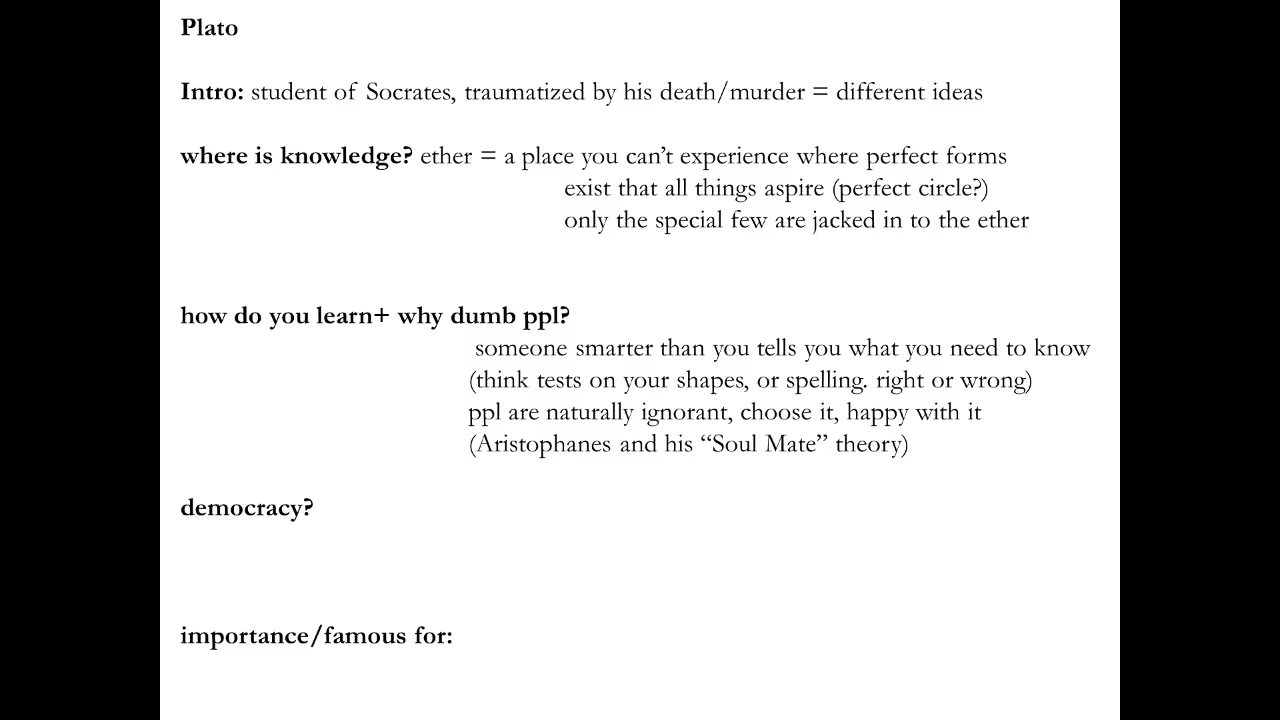 Plato
Intro: student of Socrates, traumatized by his death/murder = different ideas
where is knowledge? ether = a place you can’t experience where perfect forms
exist that all things aspire (perfect circle?)
only the special few are jacked in to the ether
how do you learn+ why dumb ppl?
someone smarter than you tells you what you need to know
(think tests on your shapes, or spelling. right or wrong)
ppl are naturally ignorant, choose it, happy with it
(Aristophanes and his “Soul Mate” theory)
democracy?
importance/famous for: